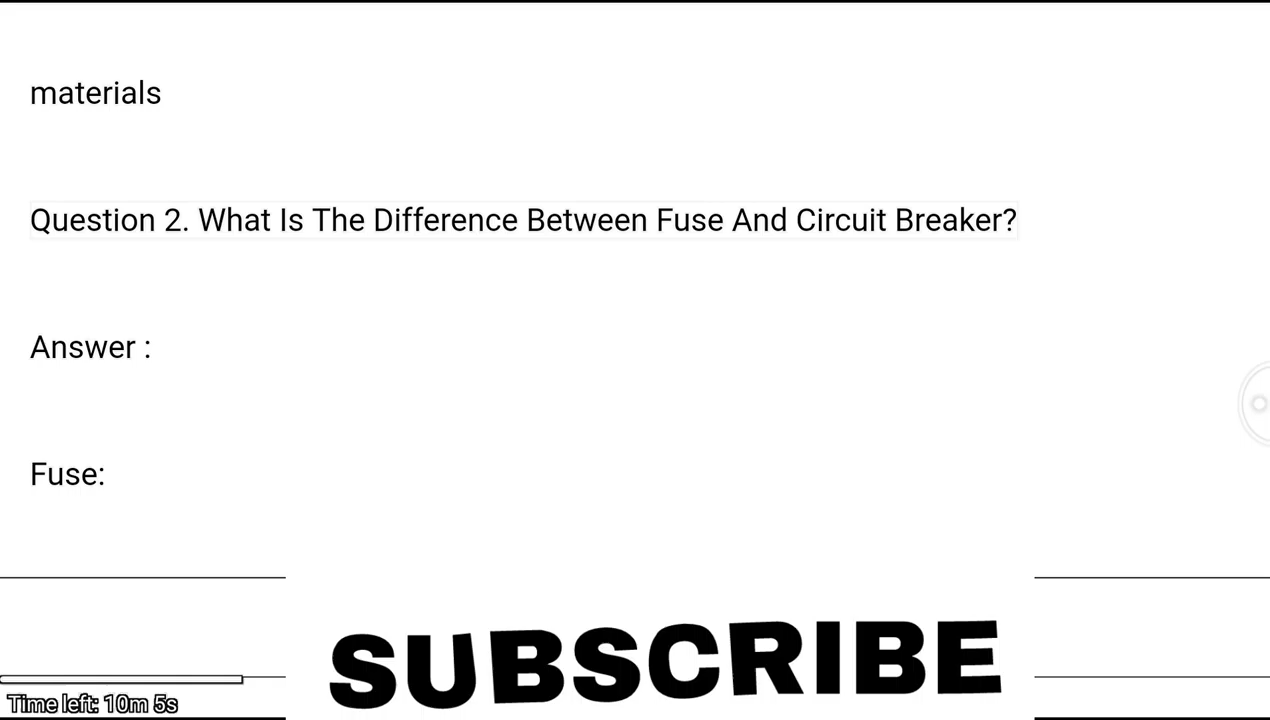 materials
Question 2. What Is The Difference Between Fuse And Circuit Breaker?
Answer :
Fuse:
SUBSCRIBE
Time left: 10m 5s